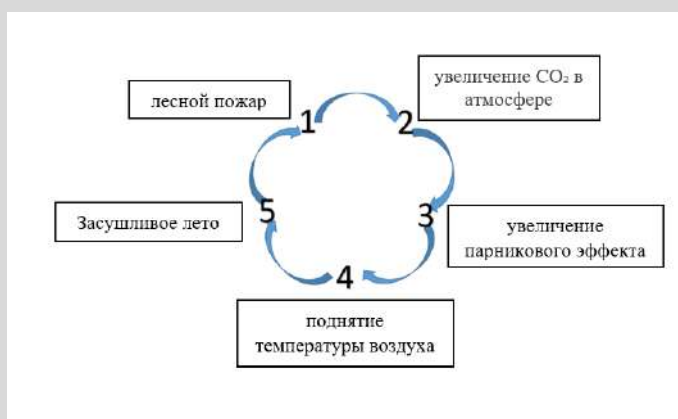 лесной пожар
увеличение CO₂ в
атмосфере
1
2
Засушливое лето
5
3
увеличение
парникового эффекта
4
поднятие
температуры воздуха